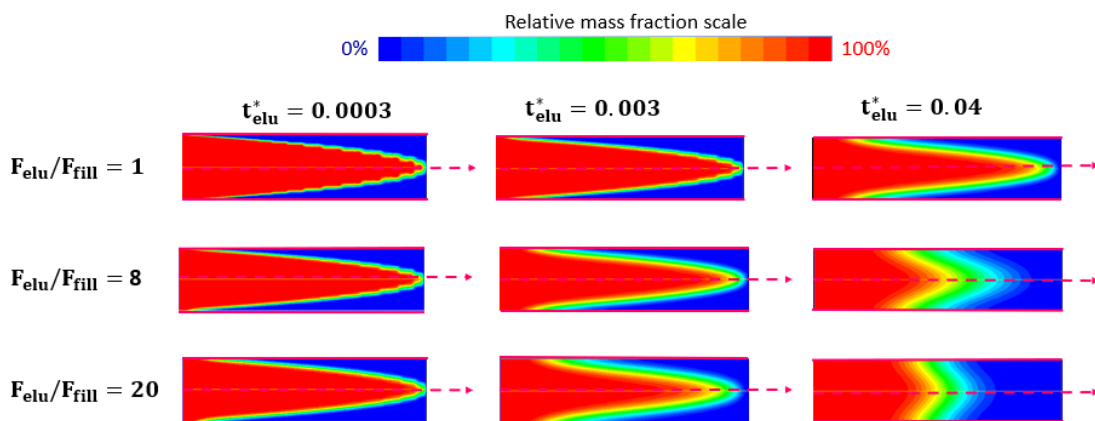 Relative mass fraction scale
0% 100%
t*elu = 0.0003 t*elu = 0.003 t*elu = 0.04
Felu/Ffill = 1
Felu/Ffill = 8
Felu/Ffill = 20